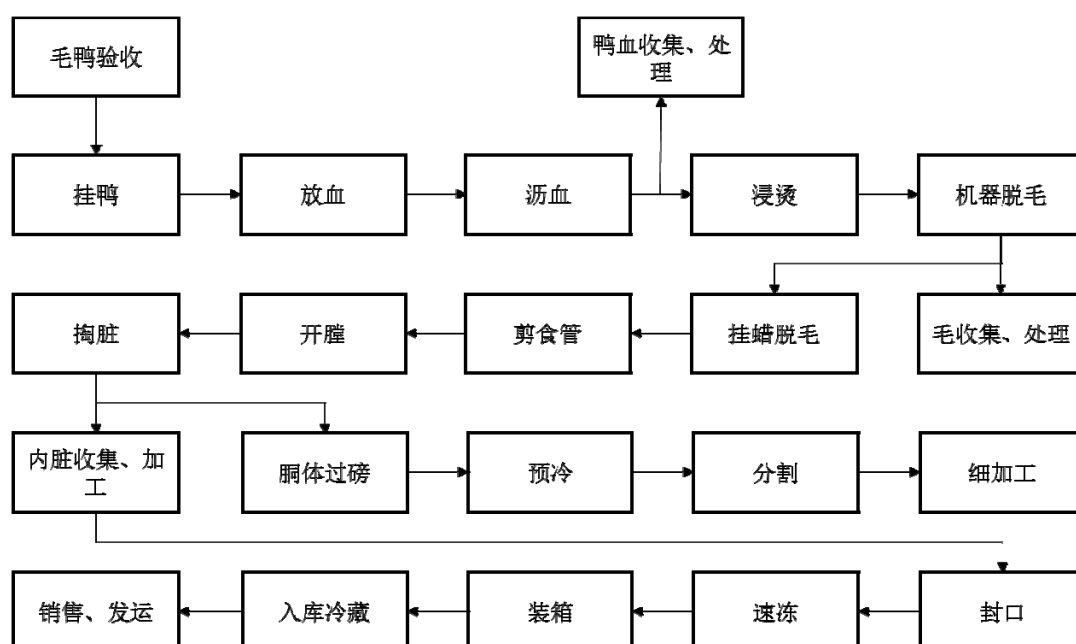 毛鸭验收
鸭血收集、处
理
挂鸭
放血
沥血
浸烫
机器脱毛
掏脏
开膛
剪食管
挂蜡脱毛
毛收集、处理
内脏收集、加
工
胴体过磅
预冷
分割
细加工
销售、发运
入库冷藏
装箱
速冻
封口